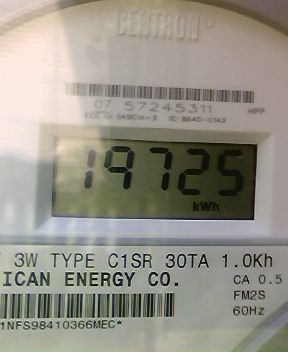 CENTRON®
07 57245311 HPP
19725
kWh
3W TYPE C1SR 30TA 1.0Kh
ICAN ENERGY CO. CA 0.5
FM2S
1NFS98410366MEC* 60Hz